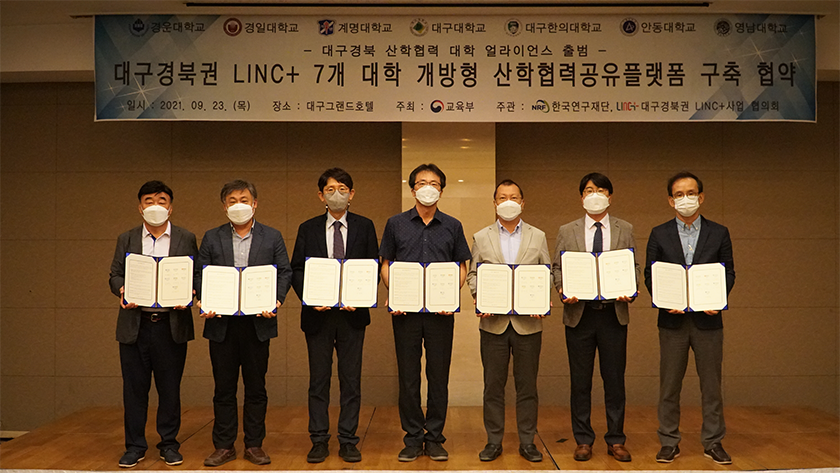 경운대학교 경일대학교 계명대학교 대구대학교 대구한의대학교 안동대학교 영남대학교
- 대구경북 산학협력 대학 얼라이언스 출범 -
대구경북권 LINC+ 7개 대학 개방형 산학협력공유플랫폼 구축 협약
일시 : 2021. 09. 23. (목) 장소 : 대구그랜드호텔 주최 : 교육부 주관 : NRF 한국연구재단, LINC+ 대구경북권 LINC+사업 협의회